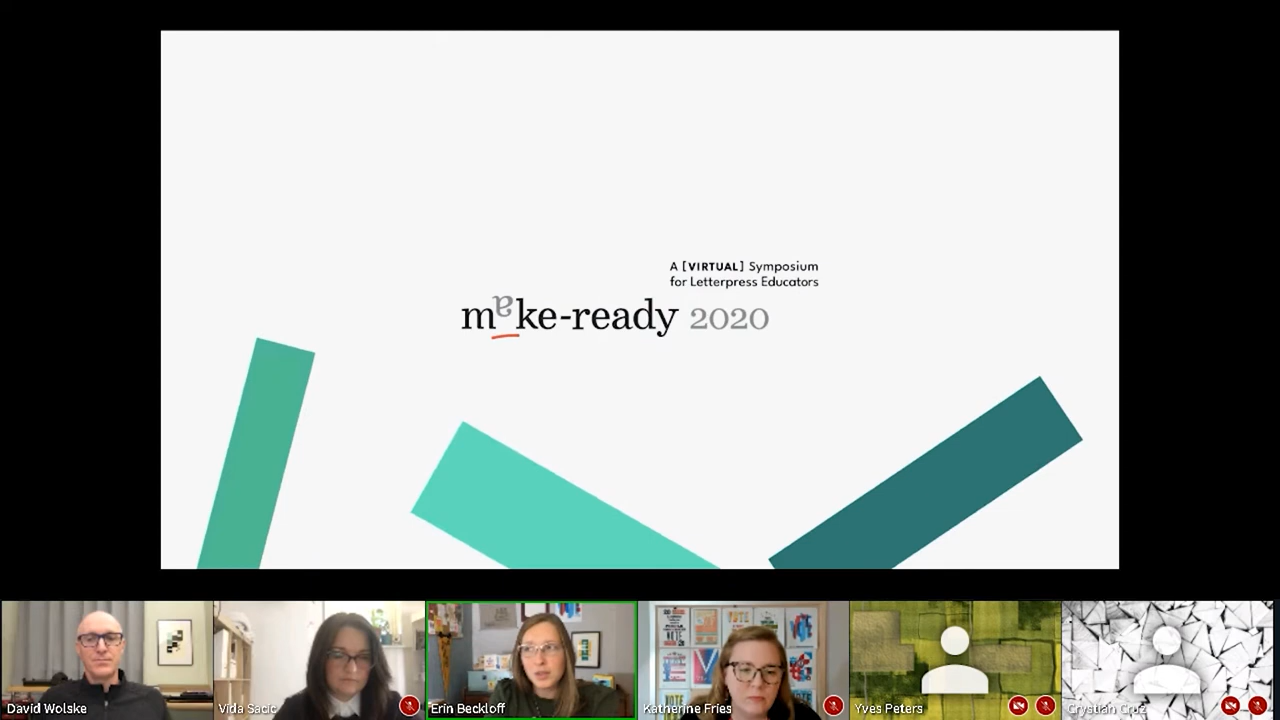 A [VIRTUAL] Symposium
for Letterpress Educators
make-ready 2020
David Wolske
Vida Sacic
Erin Beckloff
Katherine Fries
Yves Peters
Crystian Cruz
VOTE